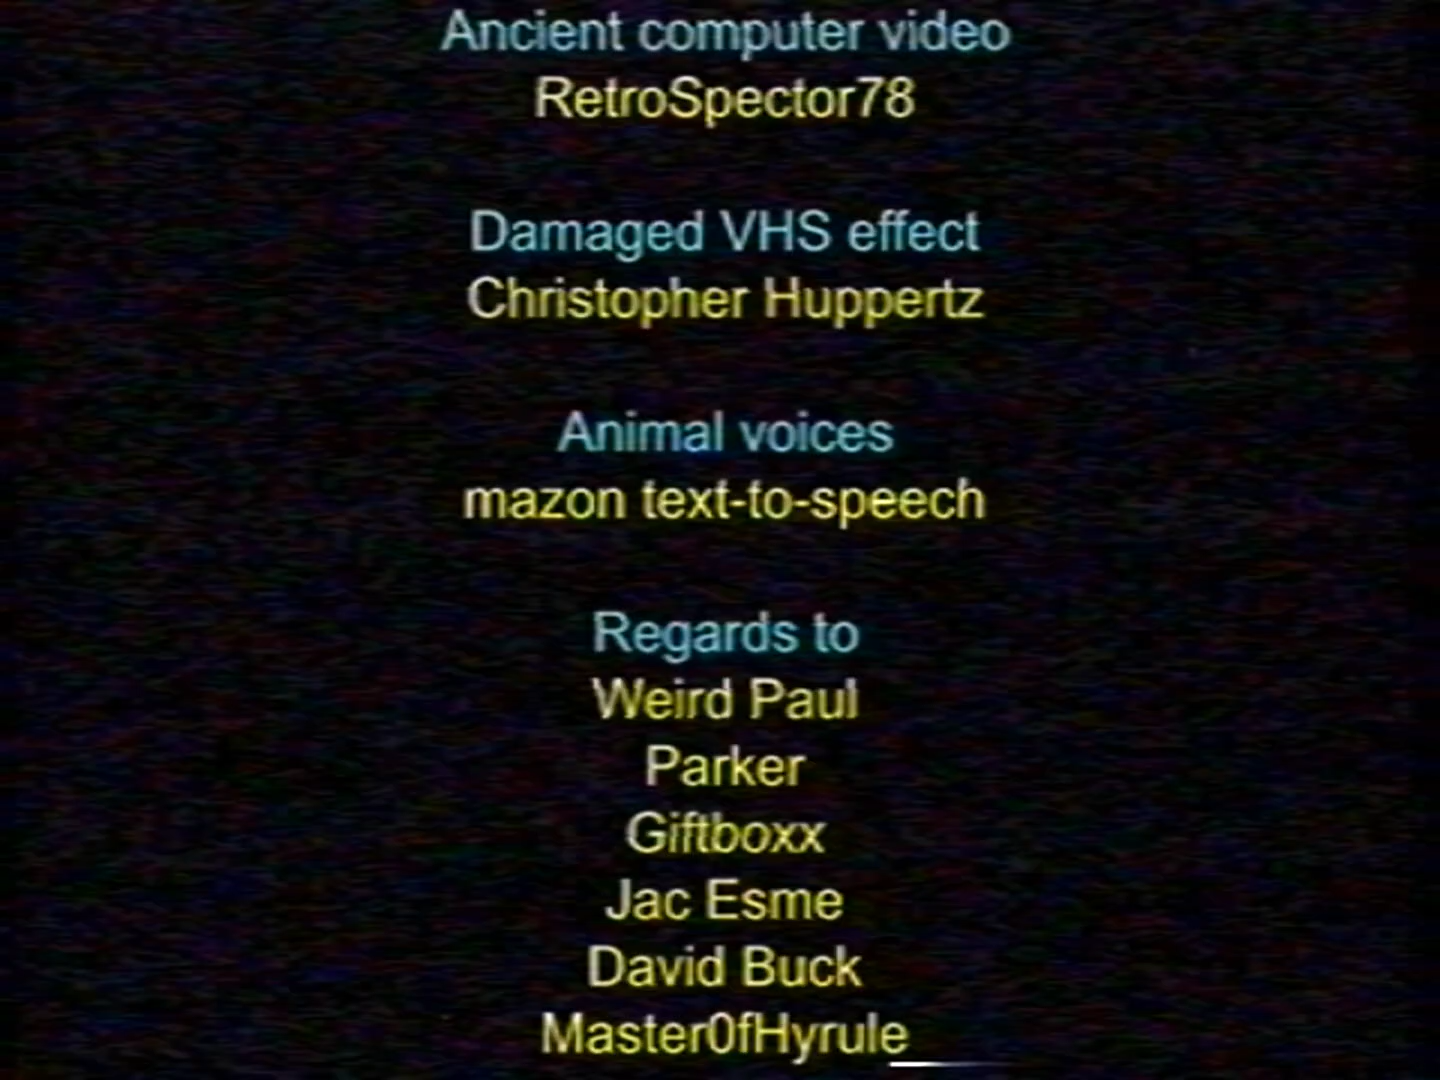 Ancient computer video
RetroSpector78
Damaged VHS effect
Christopher Huppertz
Animal voices
mazon text-to-speech
Regards to
Weird Paul
Parker
Giftboxx
Jac Esme
David Buck
Master0fHyrule